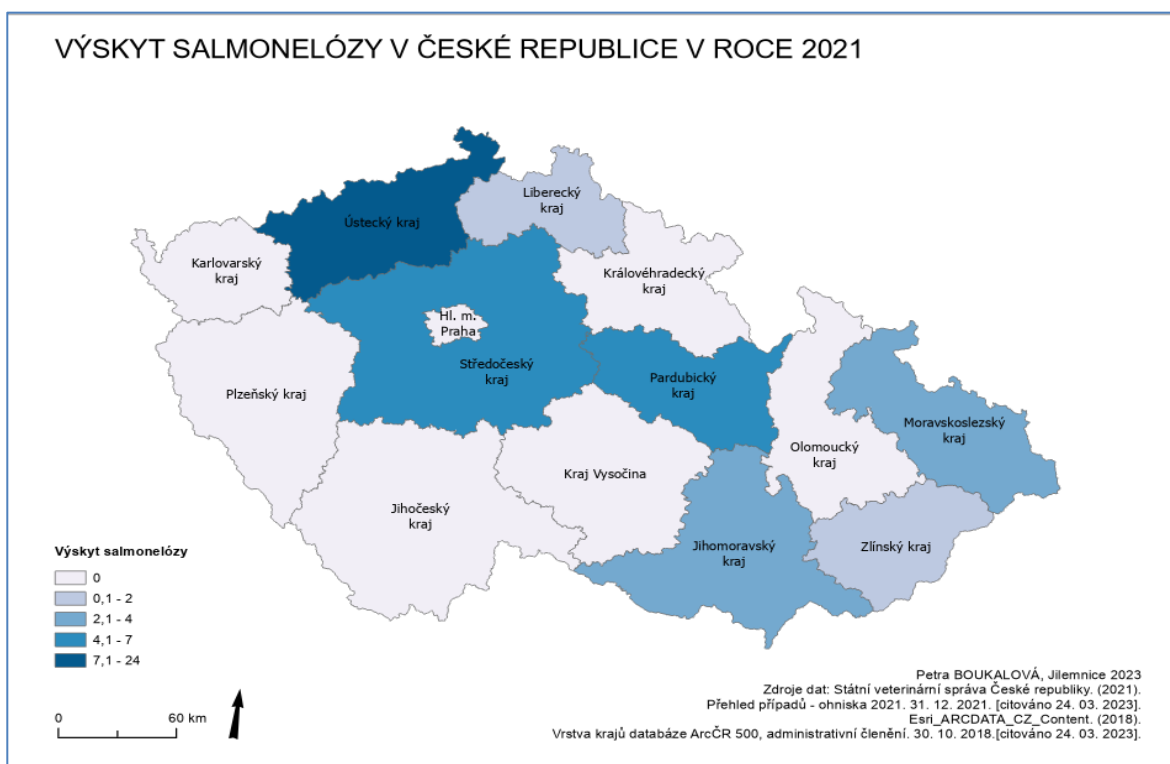 VÝSKYT SALMONELÓZY V ČESKÉ REPUBLICE V ROCE 2021
Liberecký
kraj
Ústecký kraj
Karlovarský
kraj
Královéhradecký
kraj
Hl. m.
Praha
Středočeský
kraj
Pardubický
kraj
Plzeňský kraj
Moravskoslezský
kraj
Olomoucký
kraj
Kraj Vysočina
Jihočeský
kraj
Jihomoravský
kraj
Zlínský kraj
Výskyt salmonelózy
0
0,1 - 2
2,1 - 4
4,1 - 7
7,1 - 24
0 60 km
Petra BOUKALOVÁ, Jilemnice 2023
Zdroje dat: Státní veterinární správa České republiky. (2021).
Přehled případů - ohniska 2021. 31. 12. 2021. [citováno 24. 03. 2023].
Esri_ARCDATA_CZ_Content. (2018).
Vrstva krajů databáze ArcČR 500, administrativní členění. 30. 10. 2018.[citováno 24. 03. 2023].